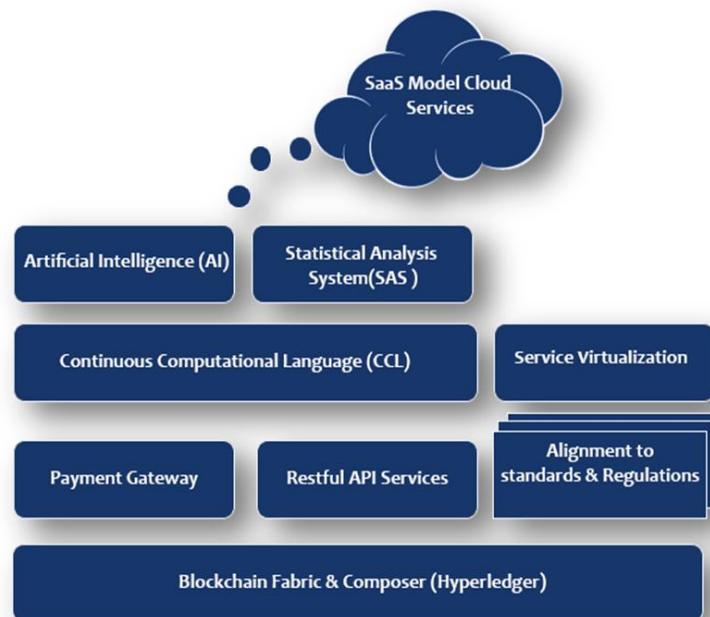 SaaS Model Cloud
Services
Artificial Intelligence (AI)
Statistical Analysis
System(SAS )
Continuous Computational Language (CCL)
Service Virtualization
Payment Gateway
Restful API Services
Alignment to
standards & Regulations
Blockchain Fabric & Composer (Hyperledger)